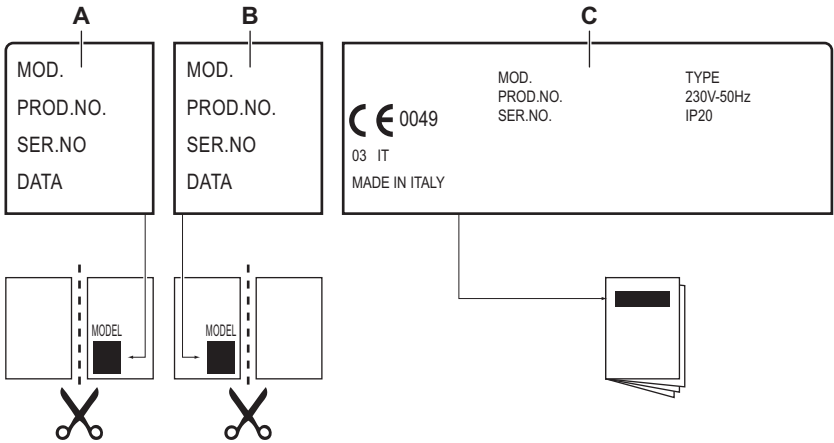 A
B
C
MOD.
PROD.NO.
SER.NO
DATA
MOD.
PROD.NO.
SER.NO
DATA
MOD. TYPE
PROD.NO. 230V-50Hz
SER.NO. IP20
CE 0049
03 IT
MADE IN ITALY
MODEL
MODEL